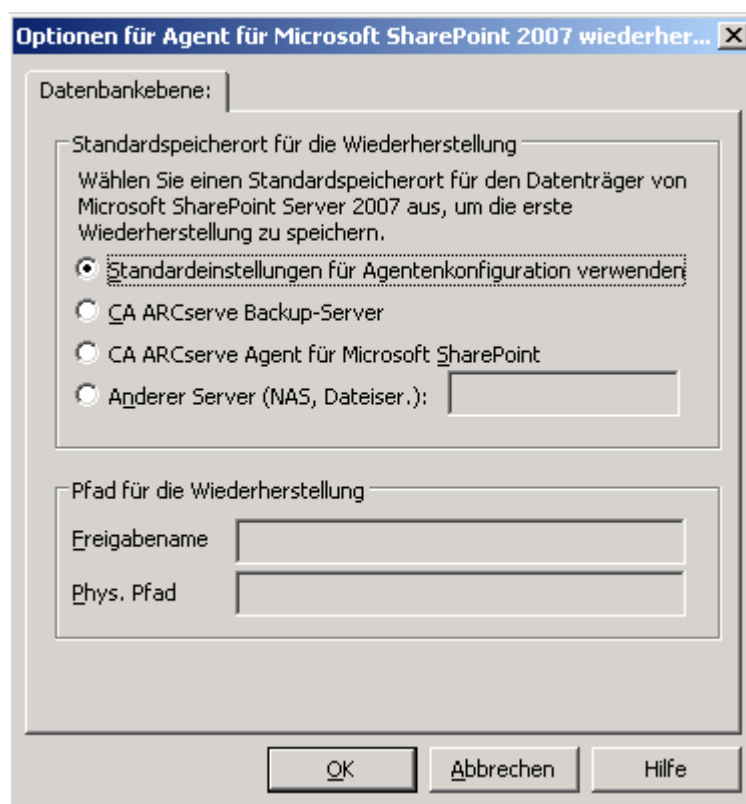 Optionen für Agent für Microsoft SharePoint 2007 wiederher...
Datenbankebene:
Standardspeicherort für die Wiederherstellung
Wählen Sie einen Standardspeicherort für den Datenträger von
Microsoft SharePoint Server 2007 aus, um die erste
Wiederherstellung zu speichern.
Standardeinstellungen für Agentenkonfiguration verwenden
CA ARCserve Backup-Server
CA ARCserve Agent für Microsoft SharePoint
Anderer Server (NAS, Dateiser.):
Pfad für die Wiederherstellung
Freigabename
Phys. Pfad
OK Abbrechen Hilfe